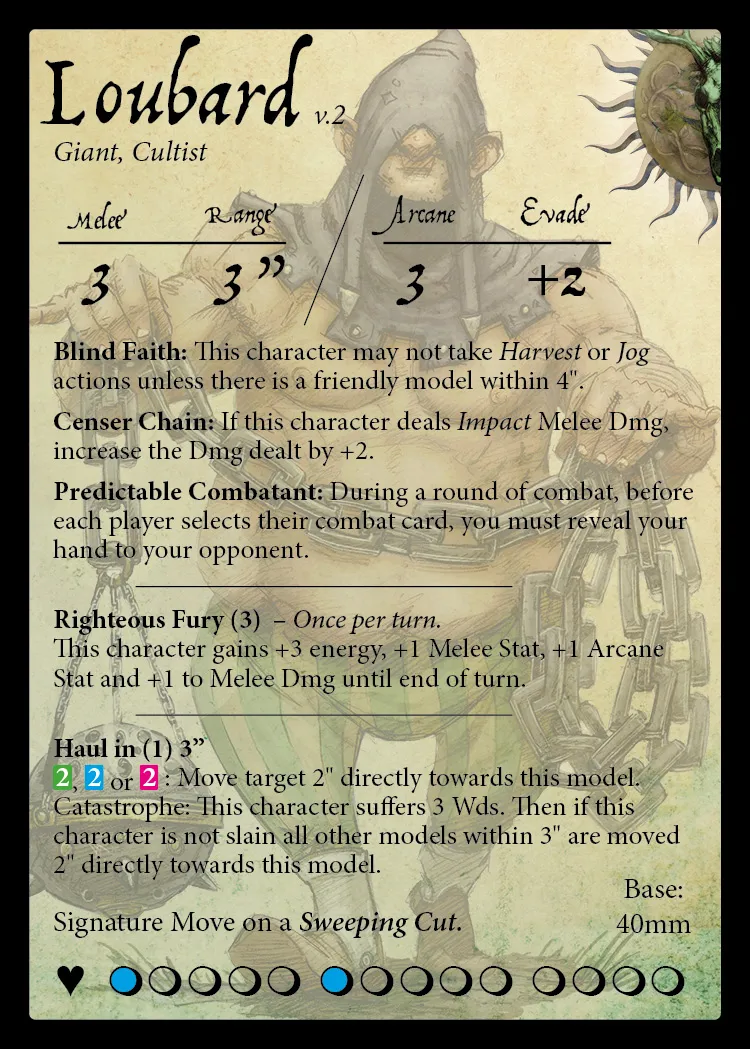 Loubard v.2
Giant, Cultist
Melee Range Arcane Evade
3 3” 3 +2
Blind Faith: This character may not take Harvest or Jog
actions unless there is a friendly model within 4".
Censer Chain: If this character deals Impact Melee Dmg,
increase the Dmg dealt by +2.
Predictable Combatant: During a round of combat, before
each player selects their combat card, you must reveal your
hand to your opponent.
Righteous Fury (3) – Once per turn.
This character gains +3 energy, +1 Melee Stat, +1 Arcane
Stat and +1 to Melee Dmg until end of turn.
Haul in (1) 3”
2, 2 or 2 : Move target 2" directly towards this model.
Catastrophe: This character suffers 3 Wds. Then if this
character is not slain all other models within 3" are moved
2" directly towards this model.
Signature Move on a Sweeping Cut.
Base:
40mm